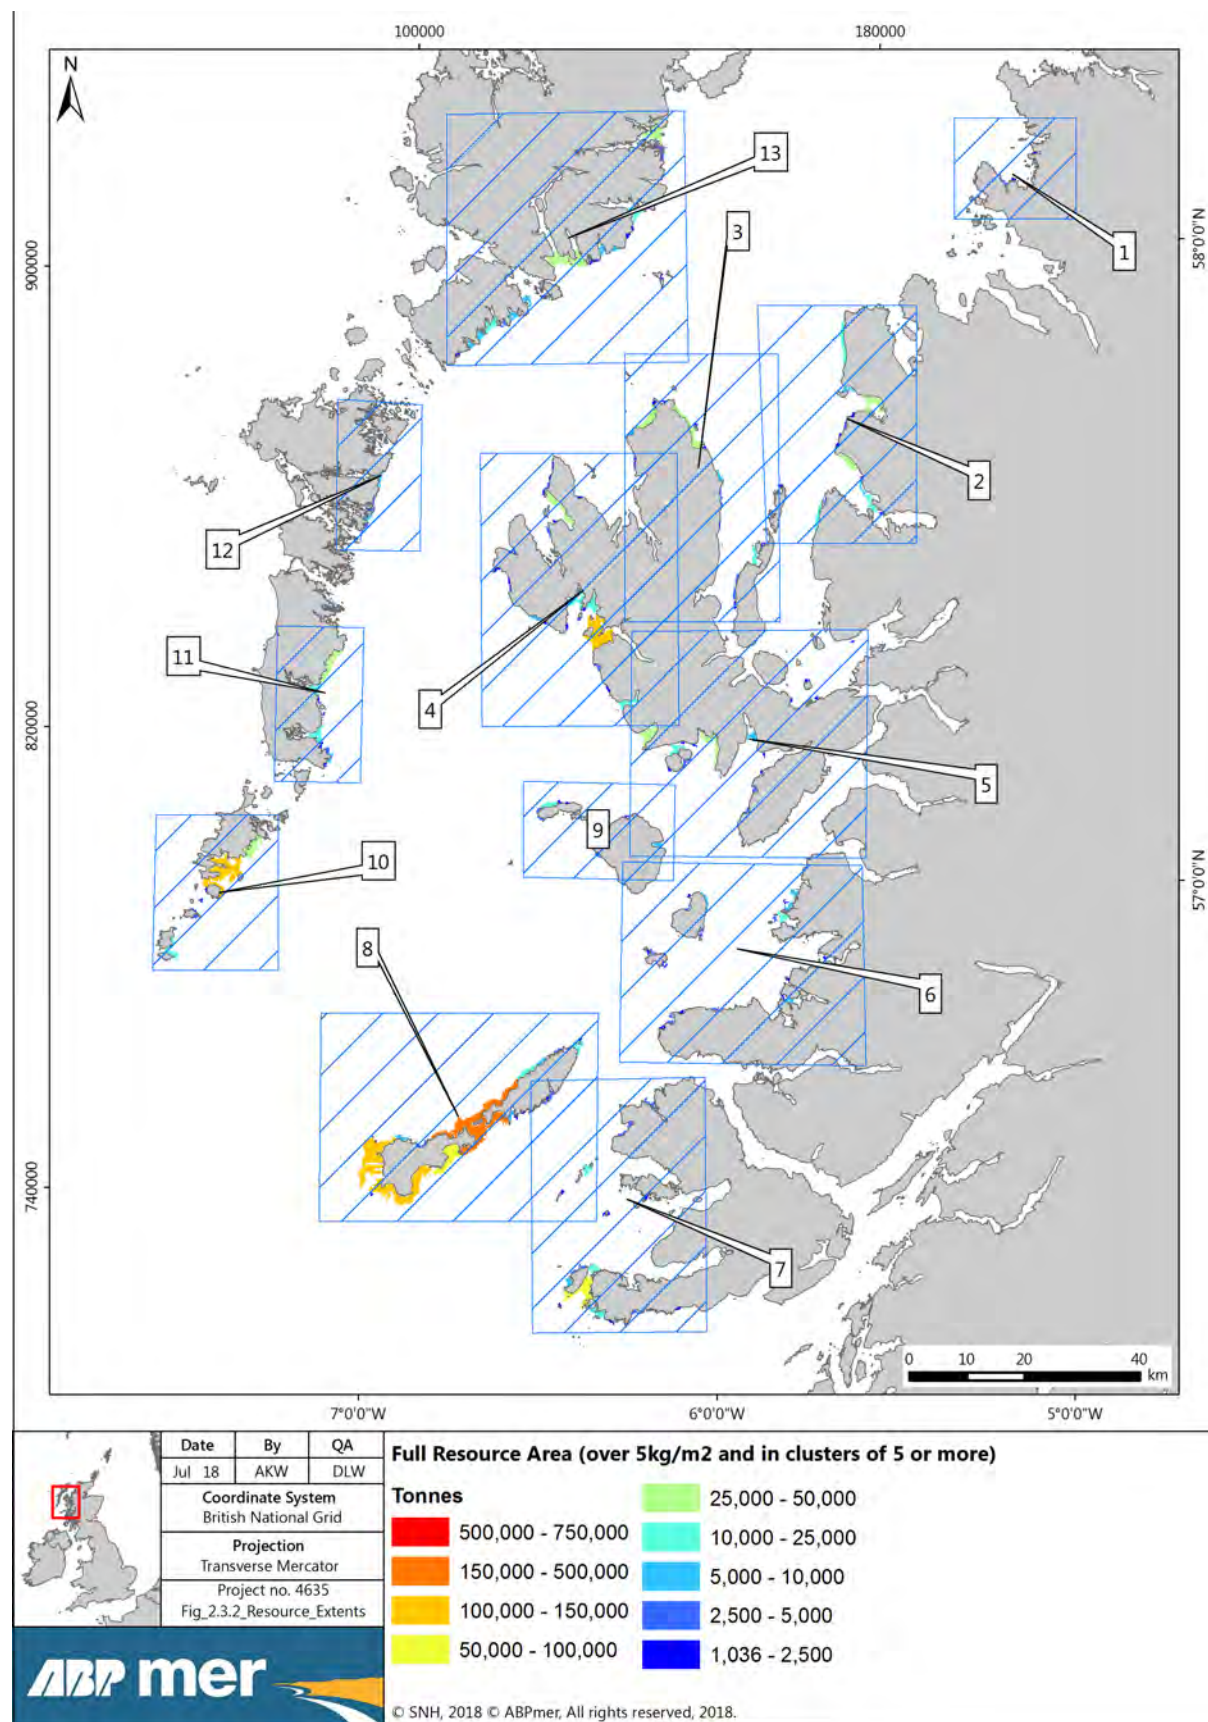 100000 180000
N
13
3
1
900000
58°0'0"N
2
12
11
4
5
820000
9
10
57°0'0"N
8
6
740000
7
0 10 20 40
km
7°0'0"W 6°0'0"W 5°0'0"W
Date By QA
Jul 18 AKW DLW
Coordinate System
British National Grid
Projection
Transverse Mercator
Project no. 4635
Fig_2.3.2_Resource_Extents
ABPmer
Full Resource Area (over 5kg/m2 and in clusters of 5 or more)
Tonnes
500,000 - 750,000
150,000 - 500,000
100,000 - 150,000
50,000 - 100,000
25,000 - 50,000
10,000 - 25,000
5,000 - 10,000
2,500 - 5,000
1,036 - 2,500
© SNH, 2018 © ABPmer, All rights reserved, 2018.